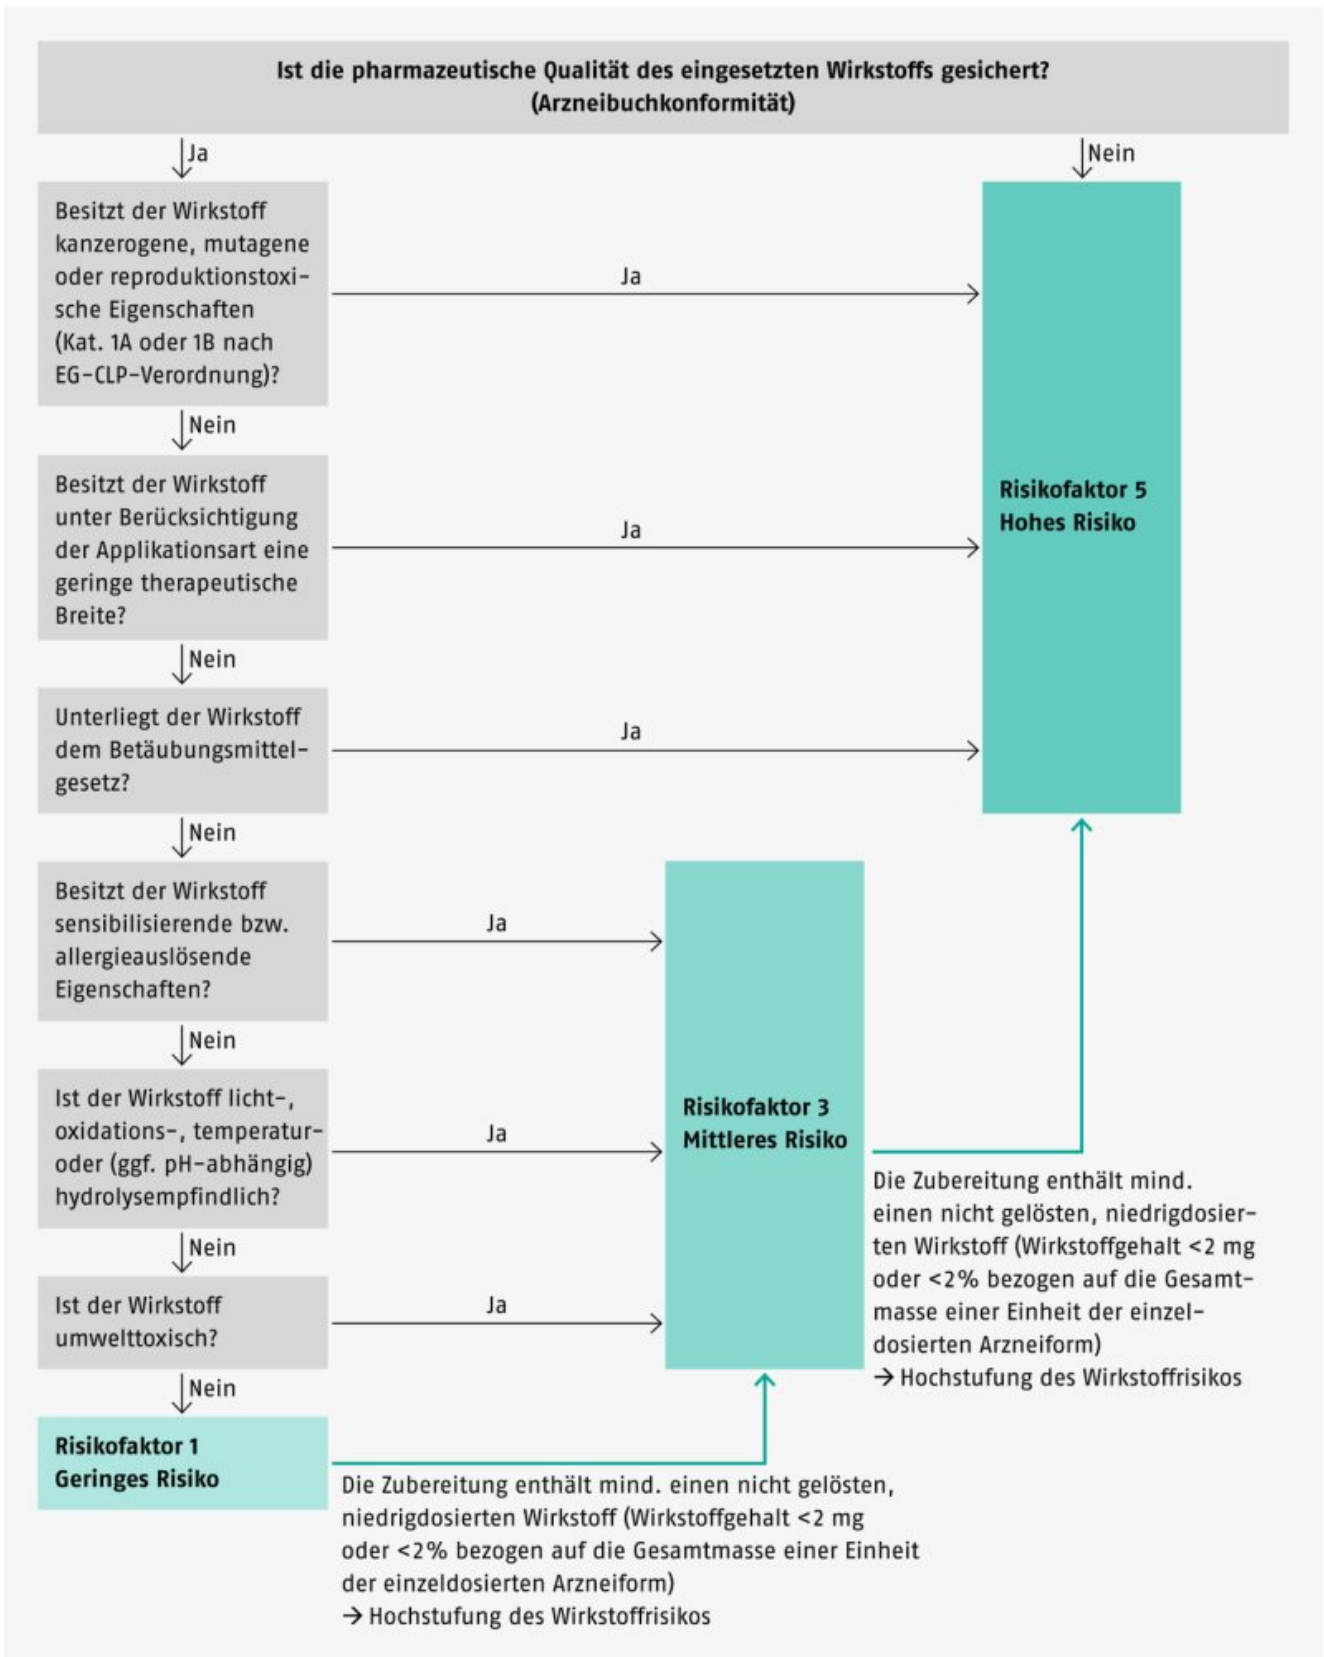 Ist die pharmazeutische Qualität des eingesetzten Wirkstoffs gesichert?
(Arzneibuchkonformität)
Ja
Nein
Besitzt der Wirkstoff
kanzerogene, mutagene
oder reproduktionstoxi-
sche Eigenschaften
(Kat. 1A oder 1B nach
EG-CLP-Verordnung)?
Ja
Nein
Besitzt der Wirkstoff
unter Berücksichtigung
der Applikationsart eine
geringe therapeutische
Breite?
Ja
Risikofaktor 5
Hohes Risiko
Nein
Unterliegt der Wirkstoff
dem Betäubungsmittel-
gesetz?
Ja
Nein
Besitzt der Wirkstoff
sensibilisierende bzw.
allergieauslösende
Eigenschaften?
Ja
Nein
Ist der Wirkstoff licht-,
oxidations-, temperatur-
oder (ggf. pH-abhängig)
hydrolysempfindlich?
Ja
Risikofaktor 3
Mittleres Risiko
Die Zubereitung enthält mind.
einen nicht gelösten, niedrigdosier-
ten Wirkstoff (Wirkstoffgehalt <2 mg
oder <2% bezogen auf die Gesamt-
masse einer Einheit der einzel-
dosierten Arzneiform)
→ Hochstufung des Wirkstoffrisikos
Nein
Ist der Wirkstoff
umwelttoxisch?
Ja
Nein
Risikofaktor 1
Geringes Risiko
Die Zubereitung enthält mind. einen nicht gelösten,
niedrigdosierten Wirkstoff (Wirkstoffgehalt <2 mg
oder <2% bezogen auf die Gesamtmasse einer Einheit
der einzeldosierten Arzneiform)
→ Hochstufung des Wirkstoffrisikos